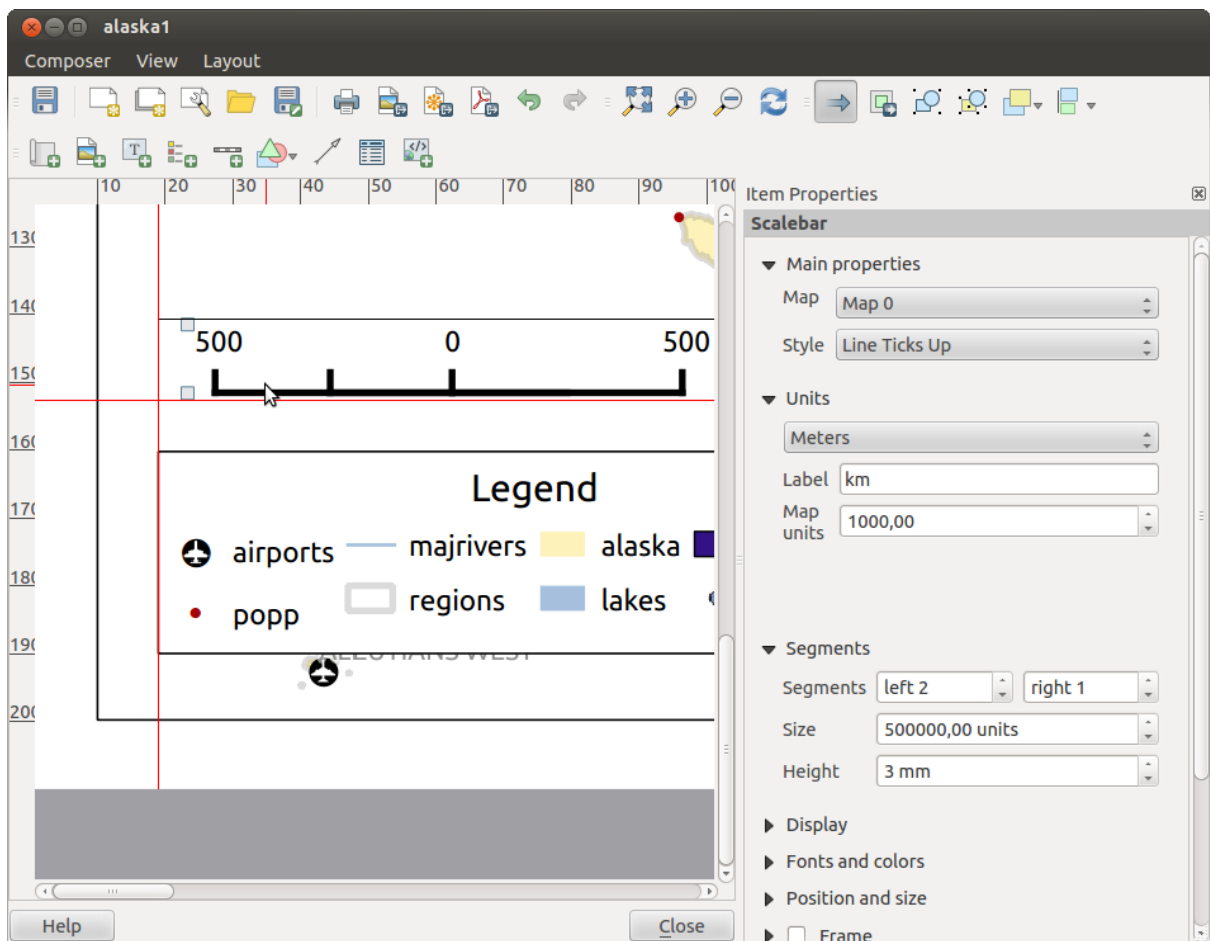 alaska1
Composer View Layout
10 20 30 40 50 60 70 80 90 100
Item Properties
Scalebar
Main properties
Map Map 0
Style Line Ticks Up
Units
Meters
Label km
Map units 1000,00
Segments
Segments left 2 right 1
Size 500000,00 units
Height 3 mm
Display
Fonts and colors
Position and size
Frame
130
140
150
160
170
180
190
200
500 0 500
Legend
airports majrivers alaska
popp regions lakes
ALEUTIANS WEST
Help Close